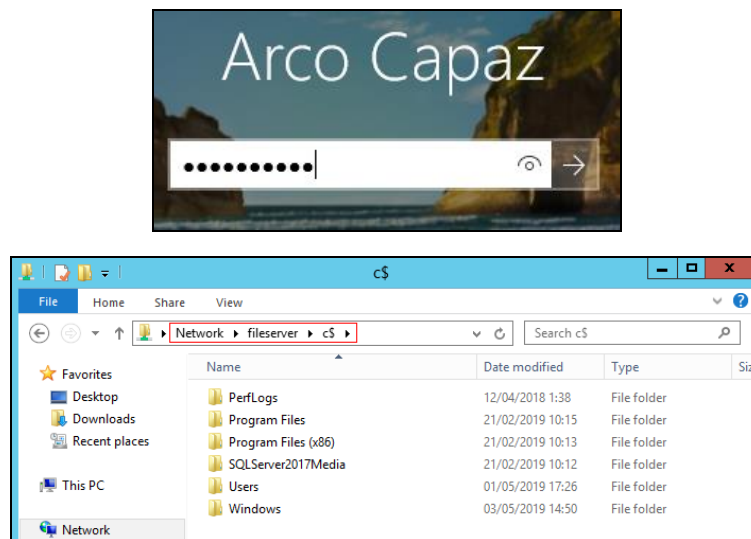 Arco Capaz
c$
File Home Share View
Network fileserver c$
Search c$
Name Date modified Type Siz
Favorites
Desktop
Downloads
Recent places
This PC
Network
PerfLogs 12/04/2018 1:38 File folder
Program Files 21/02/2019 10:15 File folder
Program Files (x86) 21/02/2019 10:13 File folder
SQLServer2017Media 21/02/2019 10:12 File folder
Users 01/05/2019 17:26 File folder
Windows 03/05/2019 14:50 File folder